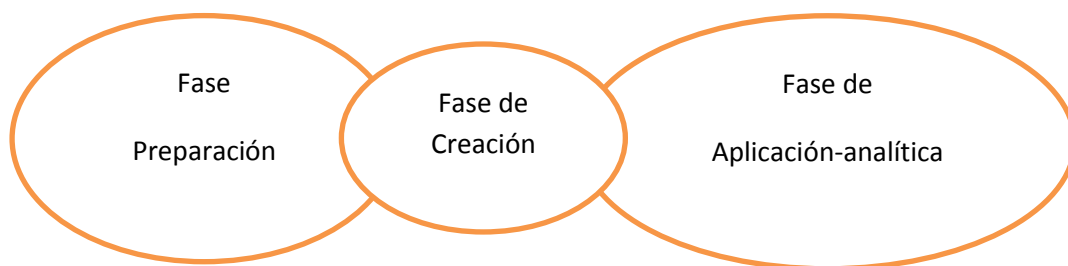 Fase
Preparación
Fase de
Creación
Fase de
Aplicación-analítica